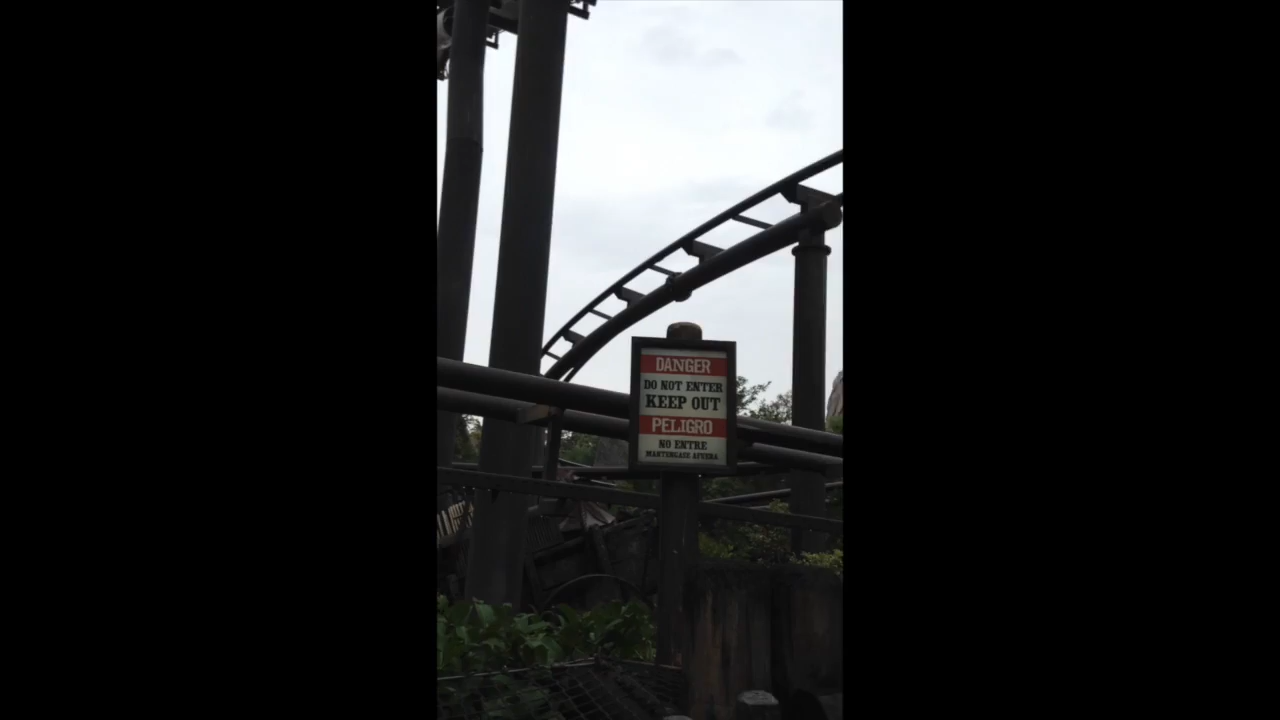 DANGER
DO NOT ENTER
KEEP OUT
PELIGRO
NO ENTRE
MANTENGASE AFUERA